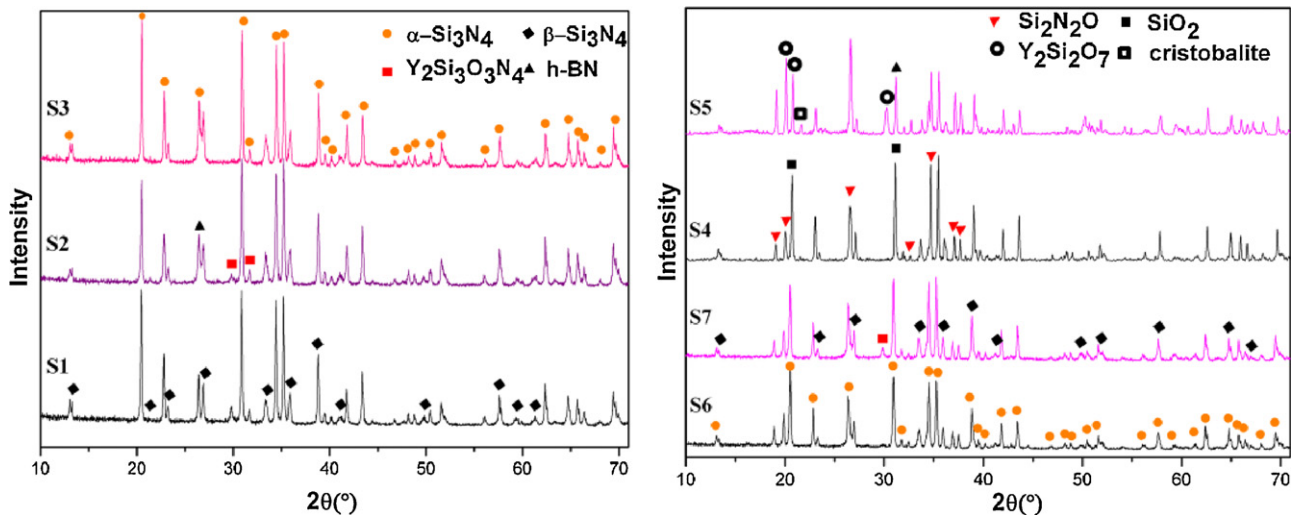 α–Si3N4 β–Si3N4
Y2Si3O3N4 h-BN
S3
S2
S1
Intensity
10 20 30 40 50 60 70
2θ(°)
Si2N2O SiO2
Y2Si2O7 cristobalite
S5
S4
S7
S6
Intensity
10 20 30 40 50 60 70
2θ(°)